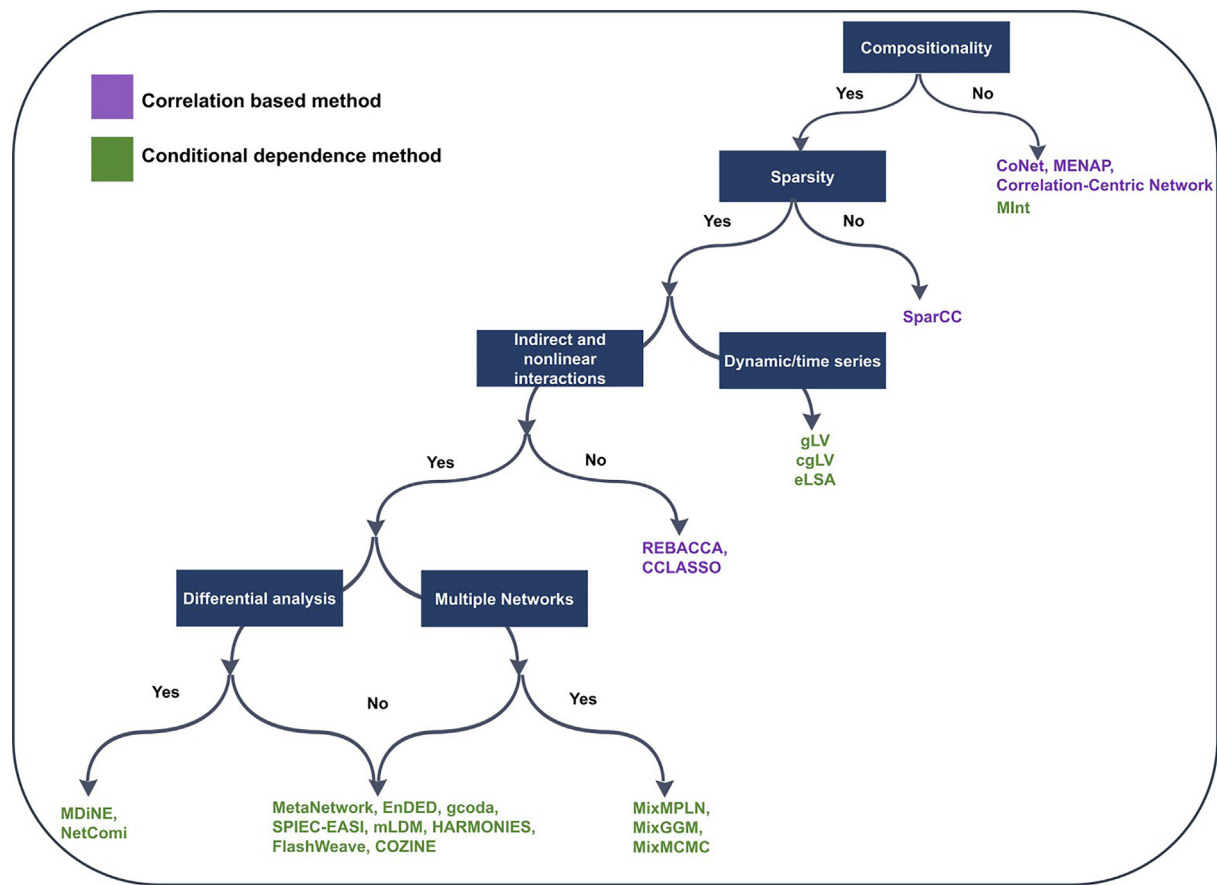 Compositionality
Correlation based method
Conditional dependence method
Yes
No
Sparsity
CoNet, MENAP,
Correlation-Centric Network
MInt
Yes
No
SparCC
Indirect and
nonlinear
interactions
Dynamic/time series
gLV
cgLV
eLSA
Yes
No
REBACCA,
CCLASSO
Differential analysis
Multiple Networks
Yes
No
Yes
MDiNE,
NetComi
MetaNetwork, EnDED, gcoda,
SPIEC-EASI, mLDM, HARMONIES,
FlashWeave, COZINE
MixMPLN,
MixGGM,
MixMCMC